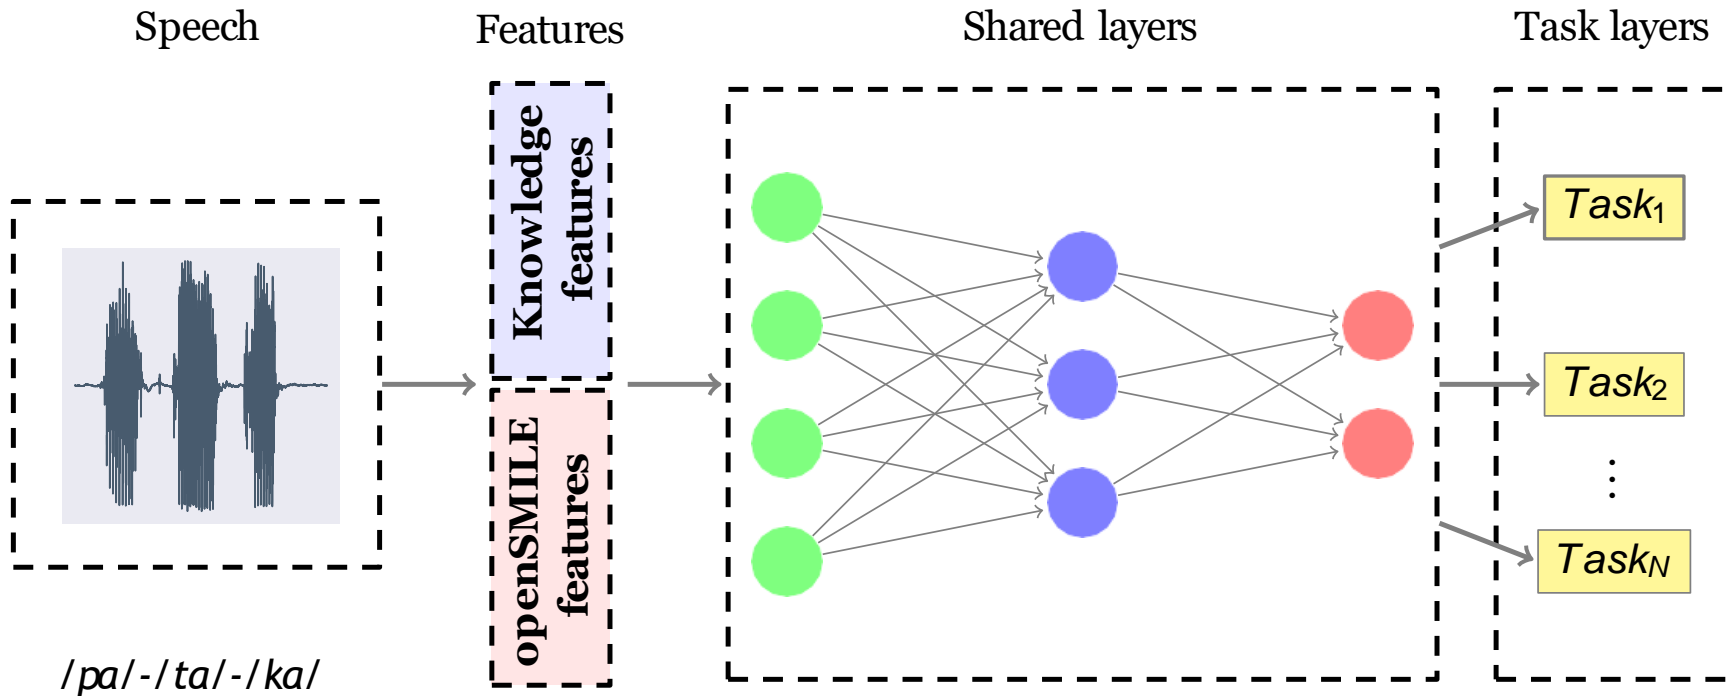 Speech
Features
Shared layers
Task layers
Knowledge
features
openSMILE
features
Task1
Task2
⋮
TaskN
/pa/-/ta/-/ka/